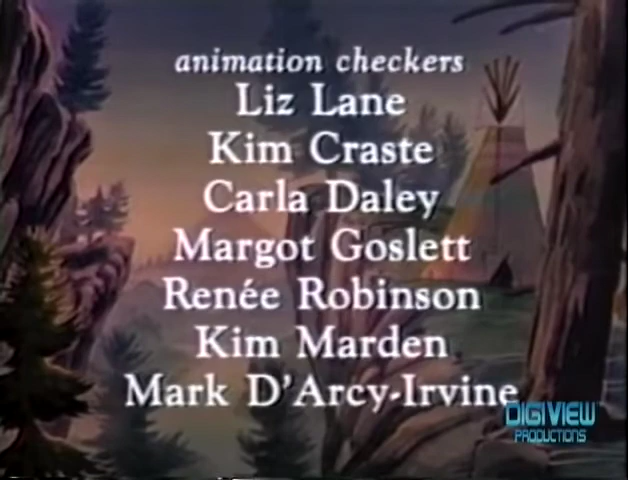 animation checkers
Liz Lane
Kim Craste
Carla Daley
Margot Goslett
Renée Robinson
Kim Marden
Mark D'Arcy-Irvine
DIGIVIEW
PRODUCTIONS